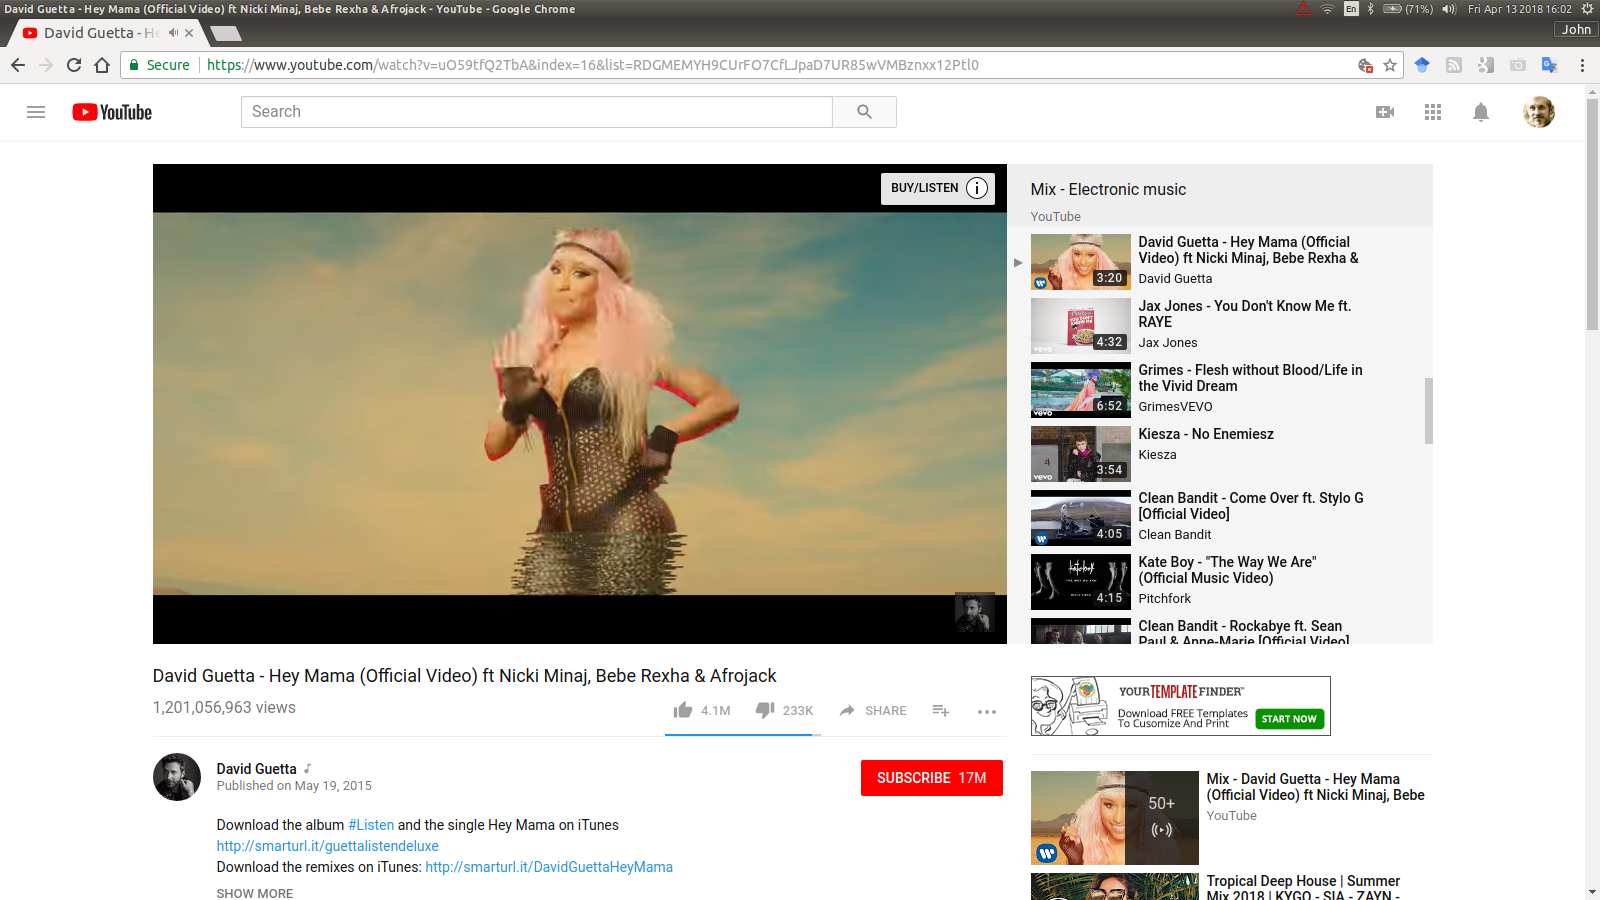 David Guetta - Hey Mama (Official Video) ft Nicki Minaj, Bebe Rexha & Afrojack - YouTube - Google Chrome
En
(71%)
Fri Apr 13 2018 16:02
David Guetta - He
John
Secure
https://www.youtube.com/watch?v=uO59tfQ2TbA&index=16&list=RDGMEMYH9CUrFO7CfLJpaD7UR85wVMBznxx12Ptl0
YouTube
Search
BUY/LISTEN
Mix - Electronic music
YouTube
David Guetta - Hey Mama (Official
Video) ft Nicki Minaj, Bebe Rexha &
David Guetta
3:20
Jax Jones - You Don't Know Me ft.
RAYE
Jax Jones
4:32
vevo
Grimes - Flesh without Blood/Life in
the Vivid Dream
GrimesVEVO
6:52
vevo
Kiesza - No Enemiesz
Kiesza
3:54
vevo
Clean Bandit - Come Over ft. Stylo G
[Official Video]
Clean Bandit
4:05
Kate Boy - "The Way We Are"
(Official Music Video)
Pitchfork
4:15
Clean Bandit - Rockabye ft. Sean
Paul & Anne-Marie [Official Video]
David Guetta - Hey Mama (Official Video) ft Nicki Minaj, Bebe Rexha & Afrojack
1,201,056,963 views
4.1M
233K
SHARE
David Guetta
Published on May 19, 2015
SUBSCRIBE 17M
Download the album #Listen and the single Hey Mama on iTunes
http://smarturl.it/guettalistendeluxe
Download the remixes on iTunes: http://smarturl.it/DavidGuettaHeyMama
SHOW MORE
YOUR TEMPLATE FINDER
Download FREE Templates
To Cusomize And Print
START NOW
50+
Mix - David Guetta - Hey Mama
(Official Video) ft Nicki Minaj, Bebe
YouTube
Tropical Deep House | Summer
Mix 2018 | KYGO - SIA - ZAYN -